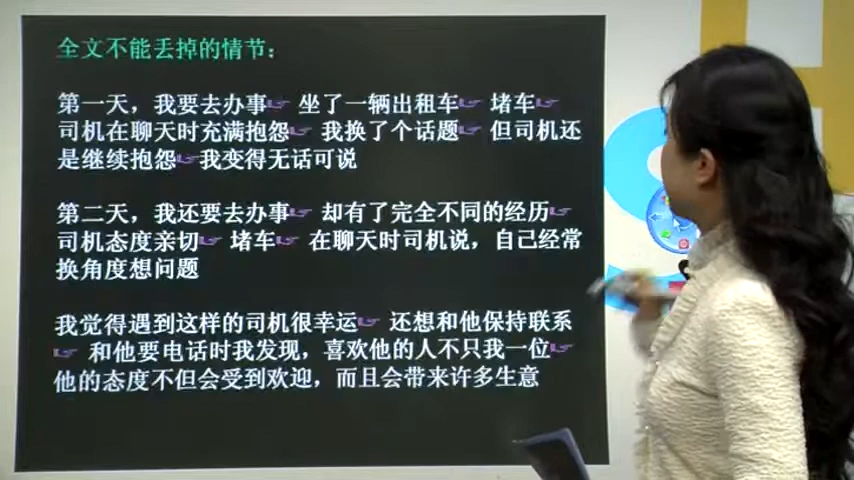 全文不能丢掉的情节：
第一天，我要去办事☞ 坐了一辆出租车☞ 堵车☞
司机在聊天时充满抱怨☞ 我换了个话题☞ 但司机还
是继续抱怨☞我变得无话可说
第二天，我还要去办事☞ 却有了完全不同的经历☞
司机态度亲切☞ 堵车☞ 在聊天时司机说，自己经常
换角度想问题
我觉得遇到这样的司机很幸运☞ 还想和他保持联系
☞ 和他要电话时我发现，喜欢他的人不只我一位☞
他的态度不但会受到欢迎，而且会带来许多生意